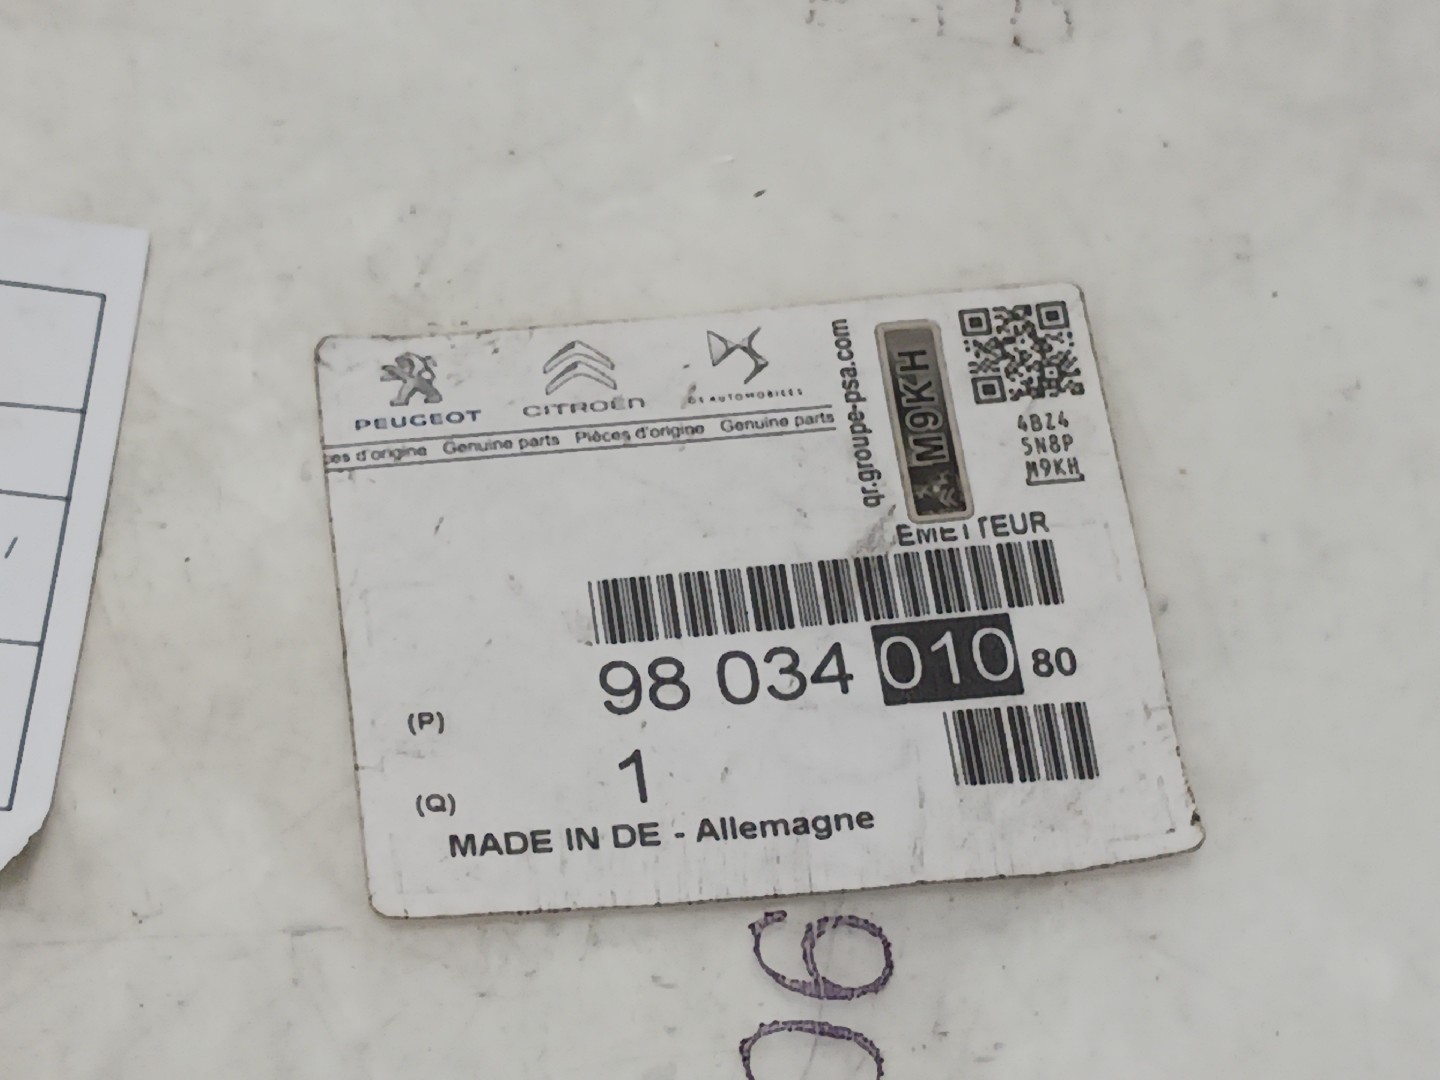 PEUGEOT
CITROËN
DS AUTOMOBILES
ces d'origine Genuine parts Pièces d'origine Genuine parts
qr.groupe-psa.com
M9KH
4BZ4
5N8P
M9KH
EMETTEUR
98 034 010 80
(P)
(Q) 1
MADE IN DE - Allemagne